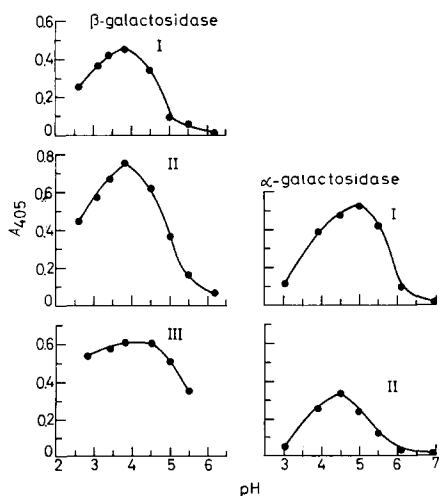 β-galactosidase
I
0.6
0.4
0.2
0
II
0.8
0.6
0.4
0.2
0
A405
α-galactosidase
I
III
0.6
0.4
0.2
0
II
2 3 4 5 6
3 4 5 6 7
pH